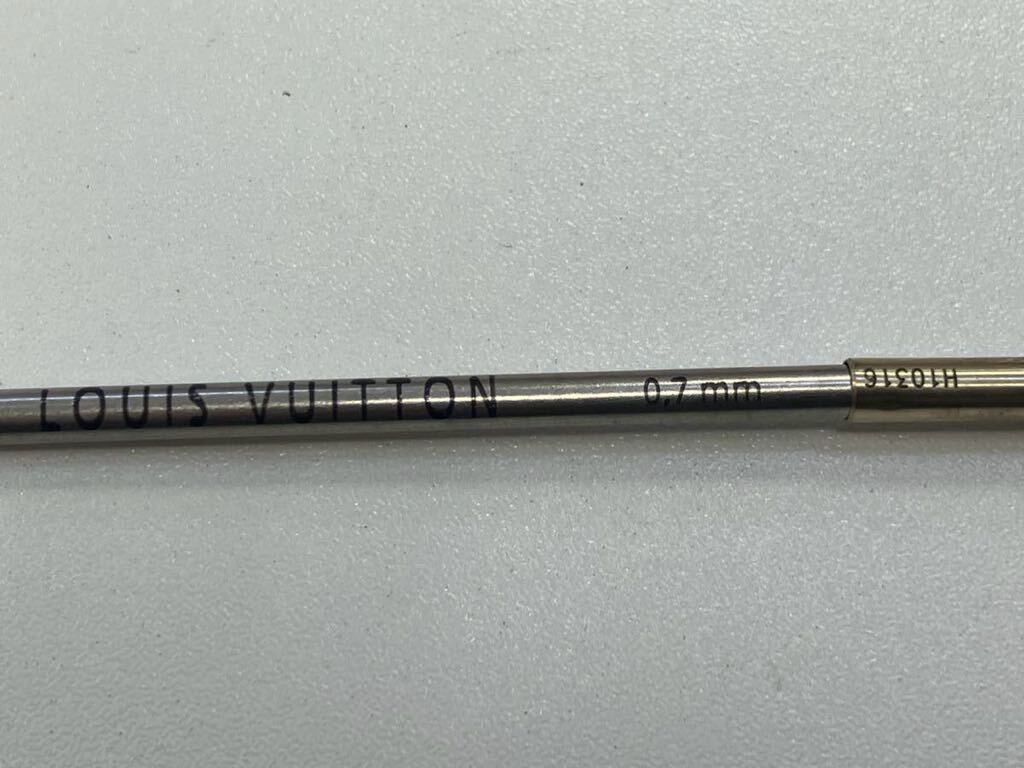 LOUIS VUITTON 0,7 mm
H10316